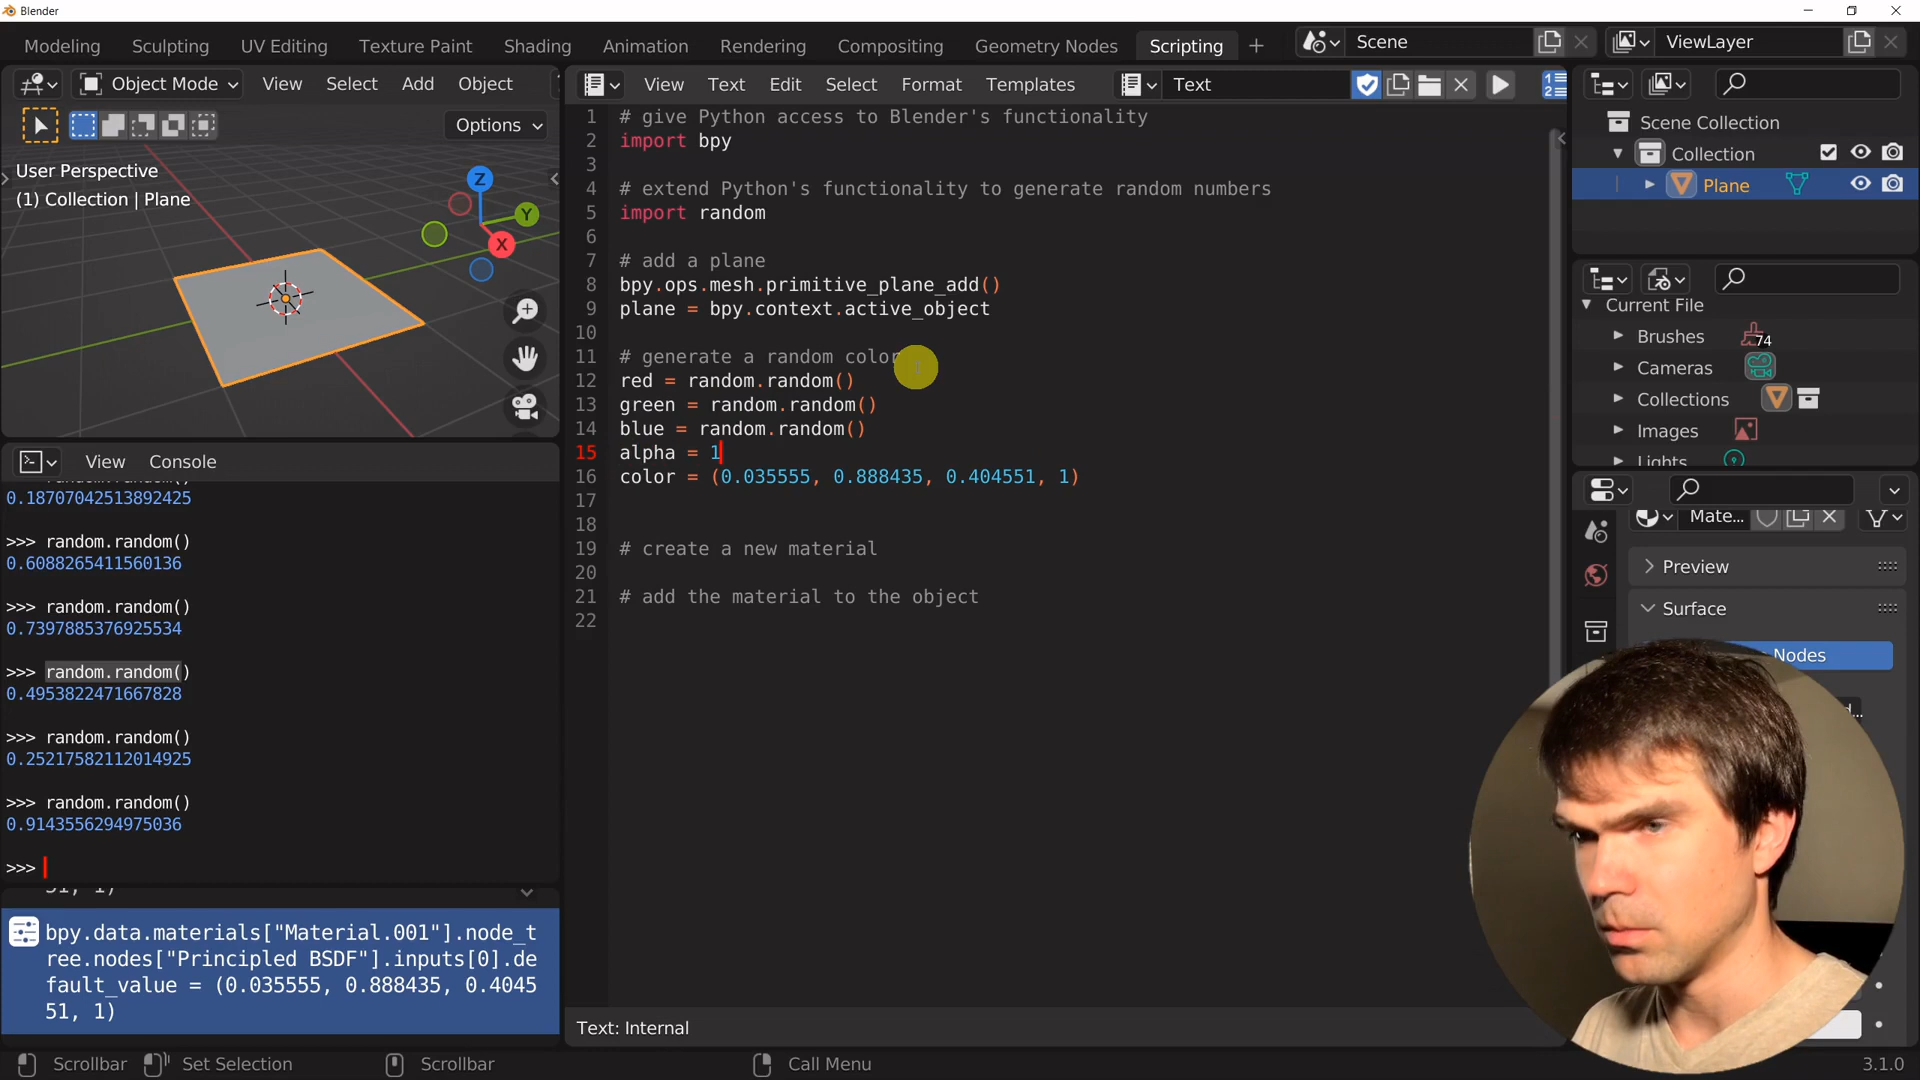 Blender
Modeling Sculpting UV Editing Texture Paint Shading Animation Rendering Compositing Geometry Nodes Scripting + Scene ViewLayer
Object Mode View Select Add Object
View Text Edit Select Format Templates Text
Options
User Perspective
(1) Collection | Plane
Z
Y
X
1 # give Python access to Blender's functionality
2 import bpy
3
4 # extend Python's functionality to generate random numbers
5 import random
6
7 # add a plane
8 bpy.ops.mesh.primitive_plane_add()
9 plane = bpy.context.active_object
10
11 # generate a random color
12 red = random.random()
13 green = random.random()
14 blue = random.random()
15 alpha = 1
16 color = (0.035555, 0.888435, 0.404551, 1)
17
18
19 # create a new material
20
21 # add the material to the object
22
Text: Internal
Scene Collection
Collection
Plane
Current File
Brushes 74
Cameras
Collections
Images
Lights
Mate...
Preview
Surface
Nodes
View Console
0.18707042513892425
>>> random.random()
0.6088265411560136
>>> random.random()
0.7397885376925534
>>> random.random()
0.4953822471667828
>>> random.random()
0.25217582112014925
>>> random.random()
0.9143556294975036
>>>
51, 1)
bpy.data.materials["Material.001"].node_t
ree.nodes["Principled BSDF"].inputs[0].de
fault_value = (0.035555, 0.888435, 0.4045
51, 1)
Scrollbar Set Selection Scrollbar Call Menu 3.1.0